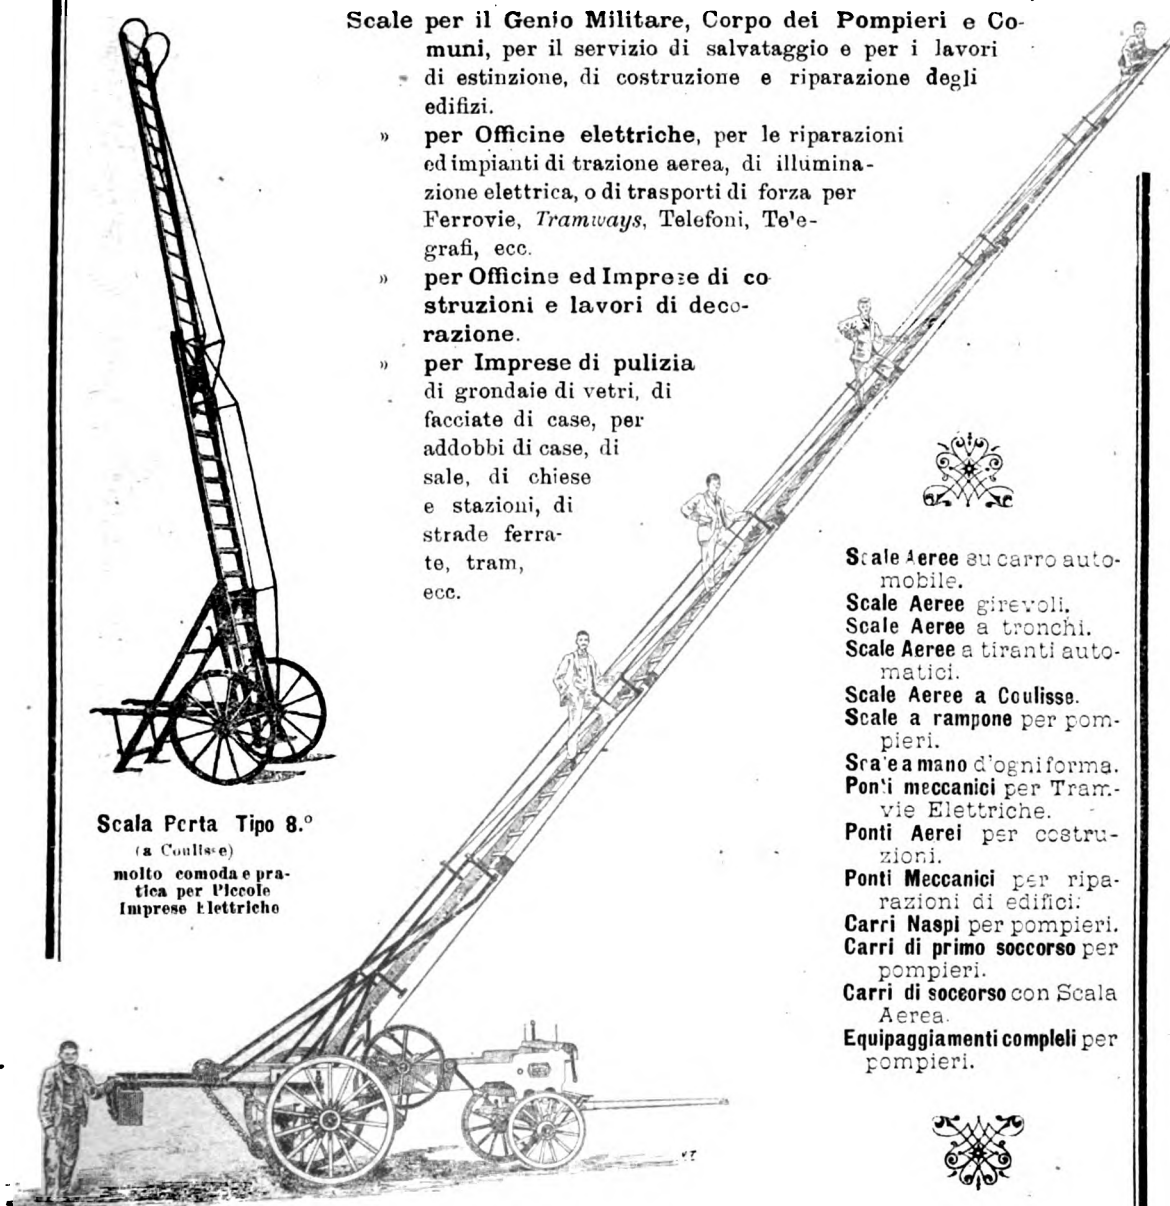 Scale per il Genio Militare, Corpo dei Pompieri e Co-
muni, per il servizio di salvataggio e per i lavori
di estinzione, di costruzione e riparazione degli
edifizi.
» per Officine elettriche, per le riparazioni
ed impianti di trazione aerea, di illumina-
zione elettrica, o di trasporti di forza per
Ferrovie, Tramways, Telefoni, Te'e-
grafi, ecc.
» per Officine ed Imprese di co
struzioni e lavori di deco-
razione.
» per Imprese di pulizia
di grondaie di vetri, di
facciate di case, per
addobbi di case, di
sale, di chiese
e stazioni, di
strade ferra-
te, tram,
ecc.
Scala Porta Tipo 8.º
(a Coulisse)
molto comoda e pra-
tica per Piccole
Imprese Elettriche
Scale Aeree su carro auto-
mobile.
Scale Aeree girevoli.
Scale Aeree a tronchi.
Scale Aeree a tiranti auto-
matici.
Scale Aeree a Coulisse.
Scale a rampone per pom-
pieri.
Sca'e a mano d'ogni forma.
Ponti meccanici per Tram-
vie Elettriche.
Ponti Aerei per costru-
zioni.
Ponti Meccanici per ripa-
razioni di edifici.
Carri Naspi per pompieri.
Carri di primo soccorso per
pompieri.
Carri di soccorso con Scala
Aerea.
Equipaggiamenti completi per
pompieri.